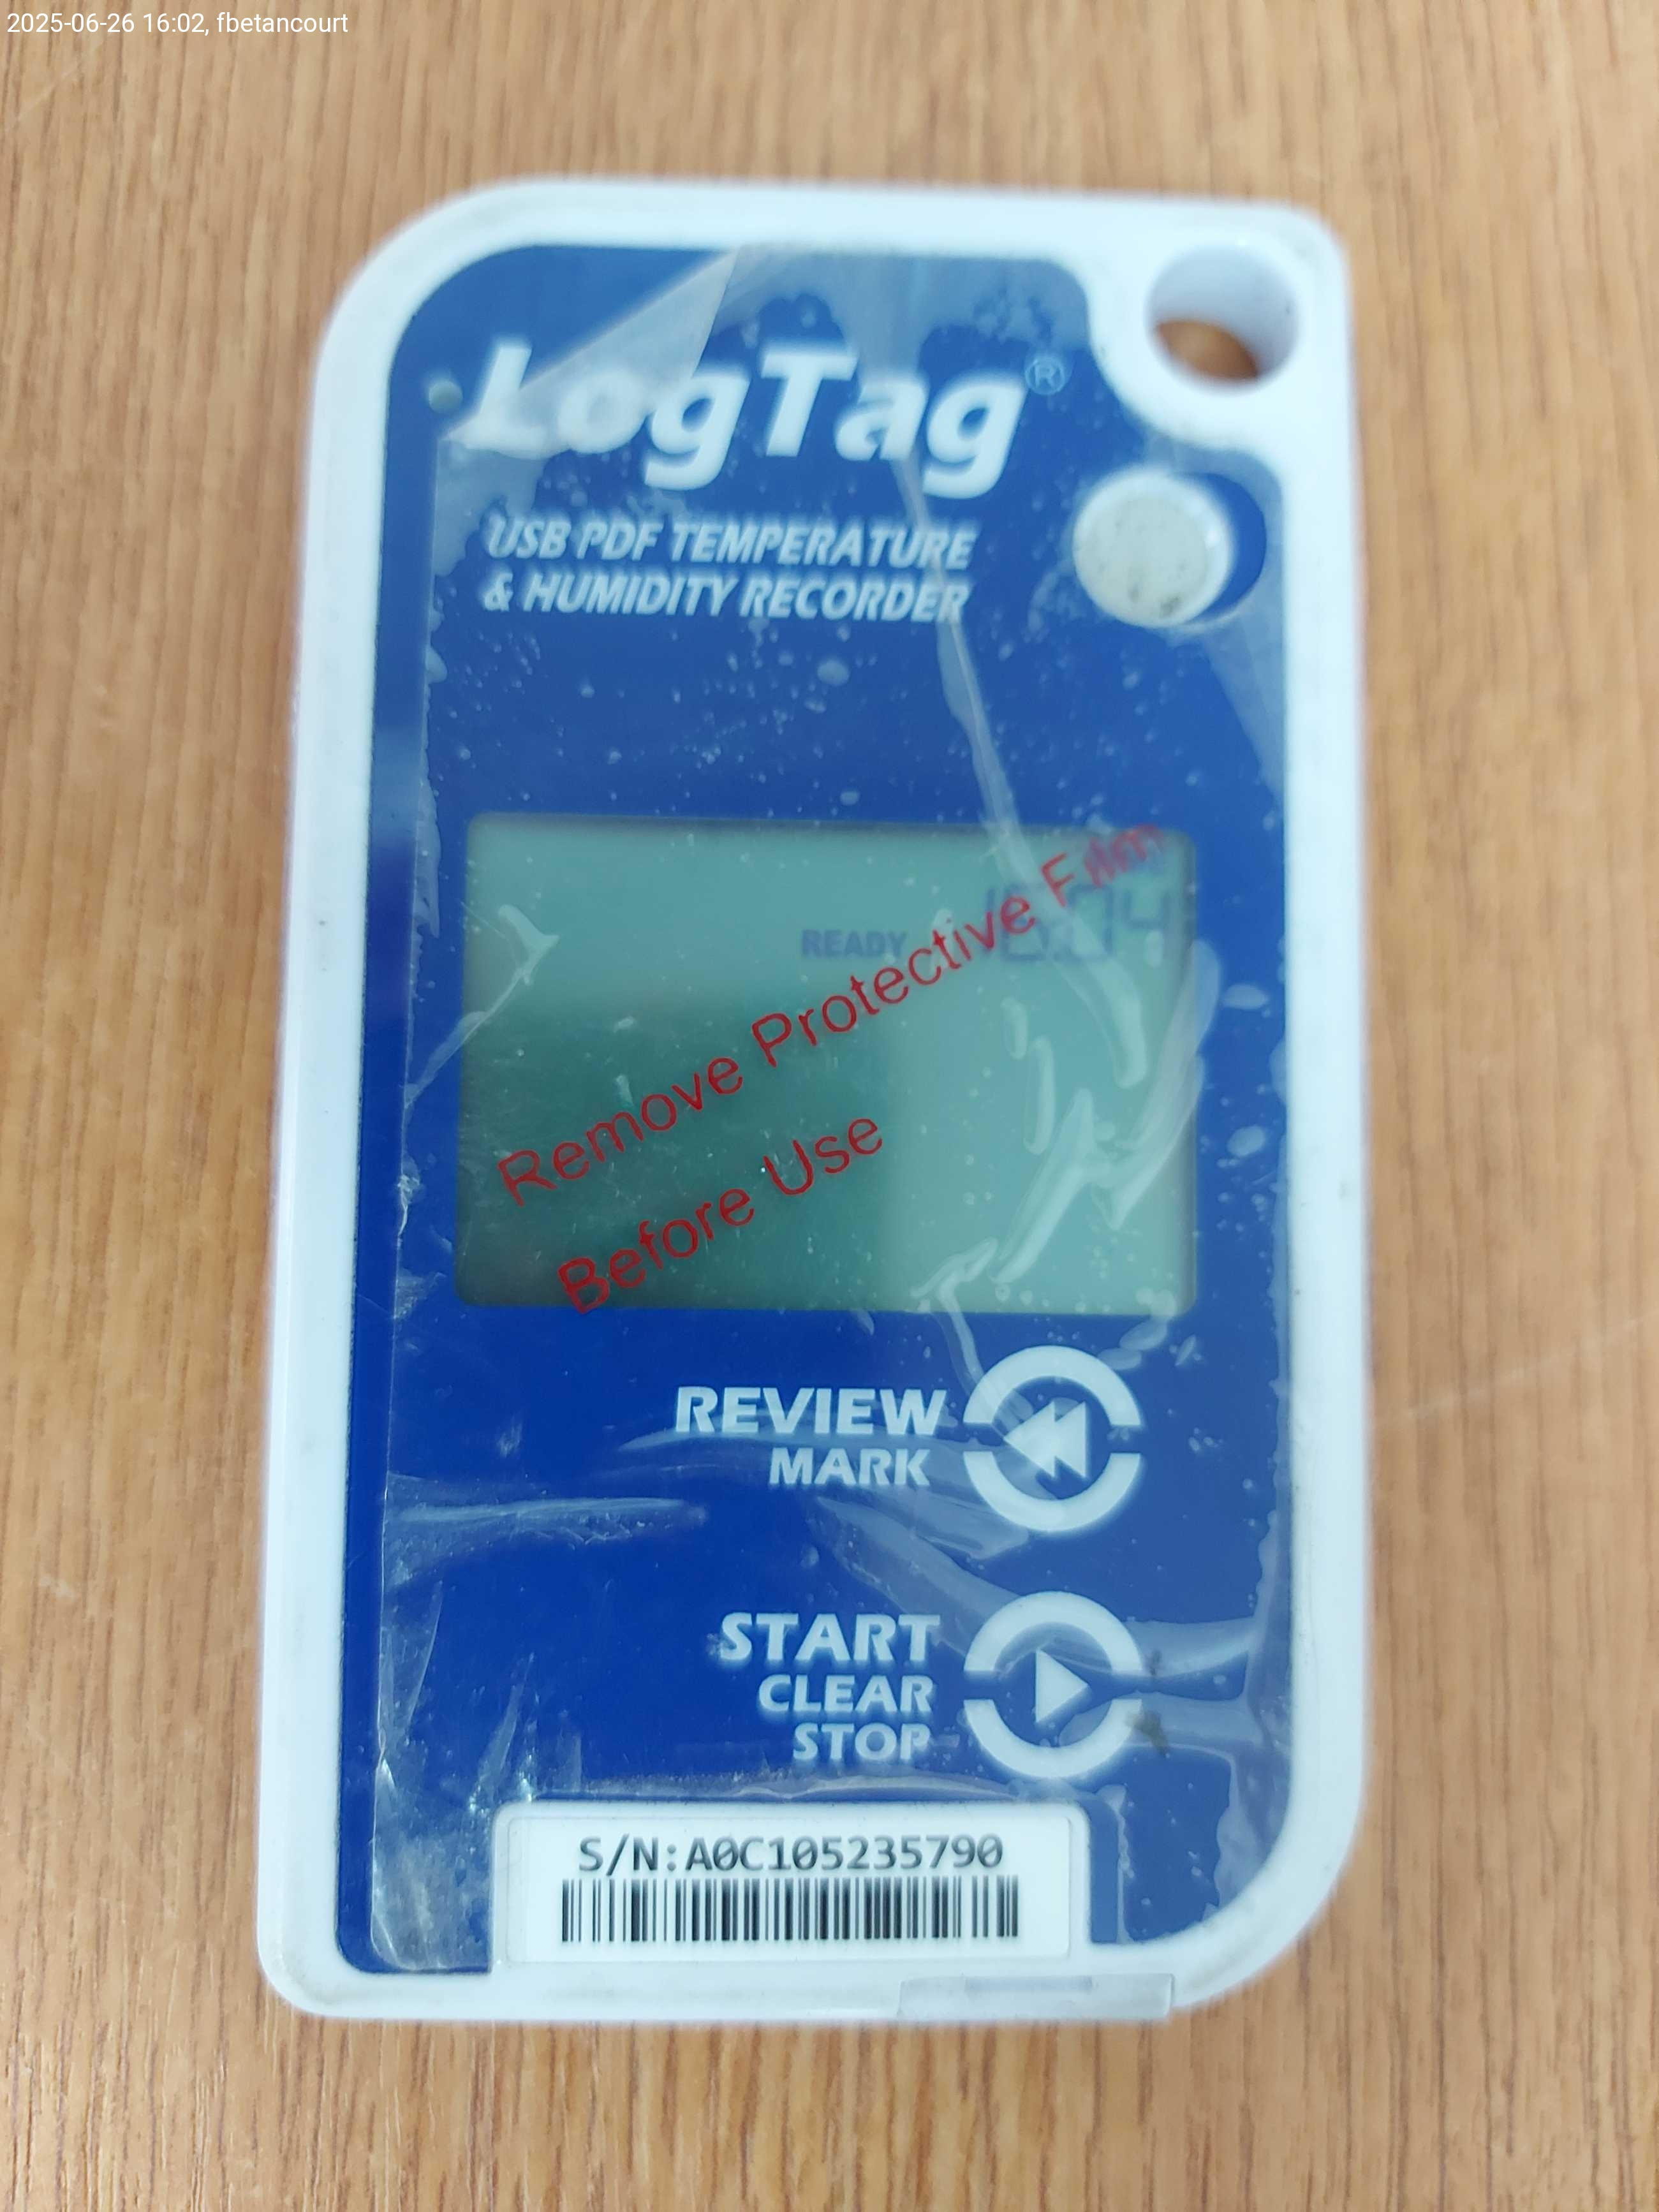 2025-06-26 16:02, fbetancourt
LogTag®
USB PDF TEMPERATURE
& HUMIDITY RECORDER
READY
Remove Protective Film
Before Use
REVIEW
MARK
START
CLEAR
STOP
S/N:A0C105235790